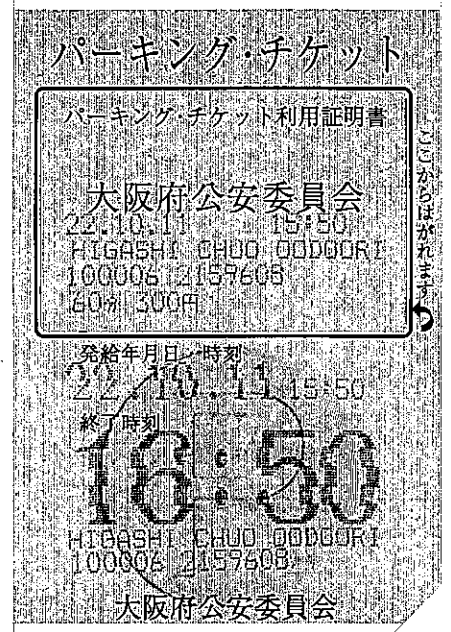 パーキング・チケット
パーキング・チケット利用証明書
大阪府公安委員会
22.10.11 15:50
HIGASHI CHUO OODOORI
100006 2159608
60分 300円
ここからはがれます
発給年月日・時刻
22.10.11 15:50
終了時刻
16:50
HIGASHI CHUO OODOORI
100006 2159608
大阪府公安委員会